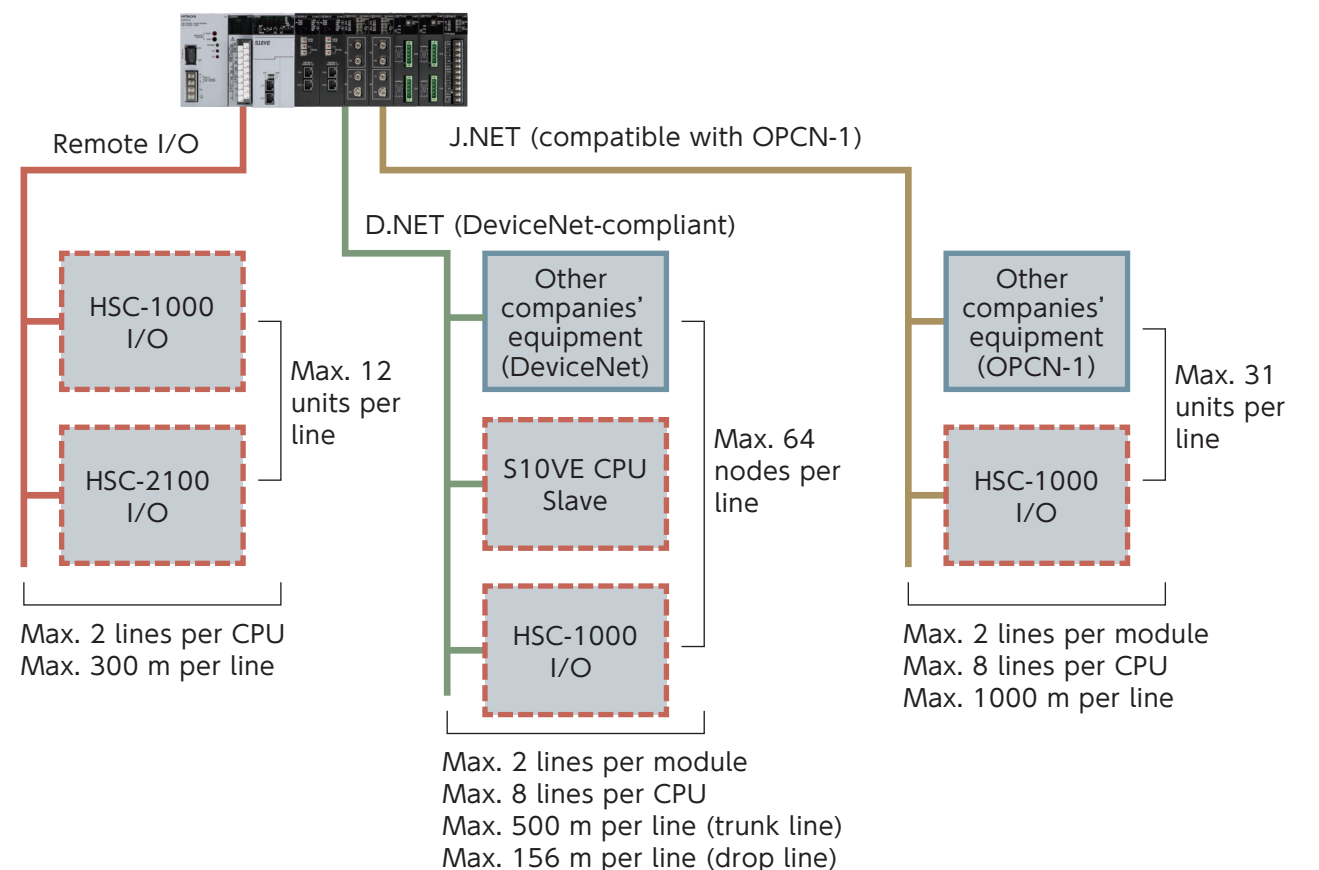 HITACHI
S10VE
Remote I/O
J.NET (compatible with OPCN-1)
D.NET (DeviceNet-compliant)
HSC-1000
I/O
HSC-2100
I/O
Max. 12
units per
line
Max. 2 lines per CPU
Max. 300 m per line
Other
companies’
equipment
(DeviceNet)
S10VE CPU
Slave
HSC-1000
I/O
Max. 64
nodes per
line
Max. 2 lines per module
Max. 8 lines per CPU
Max. 500 m per line (trunk line)
Max. 156 m per line (drop line)
Other
companies’
equipment
(OPCN-1)
HSC-1000
I/O
Max. 31
units per
line
Max. 2 lines per module
Max. 8 lines per CPU
Max. 1000 m per line